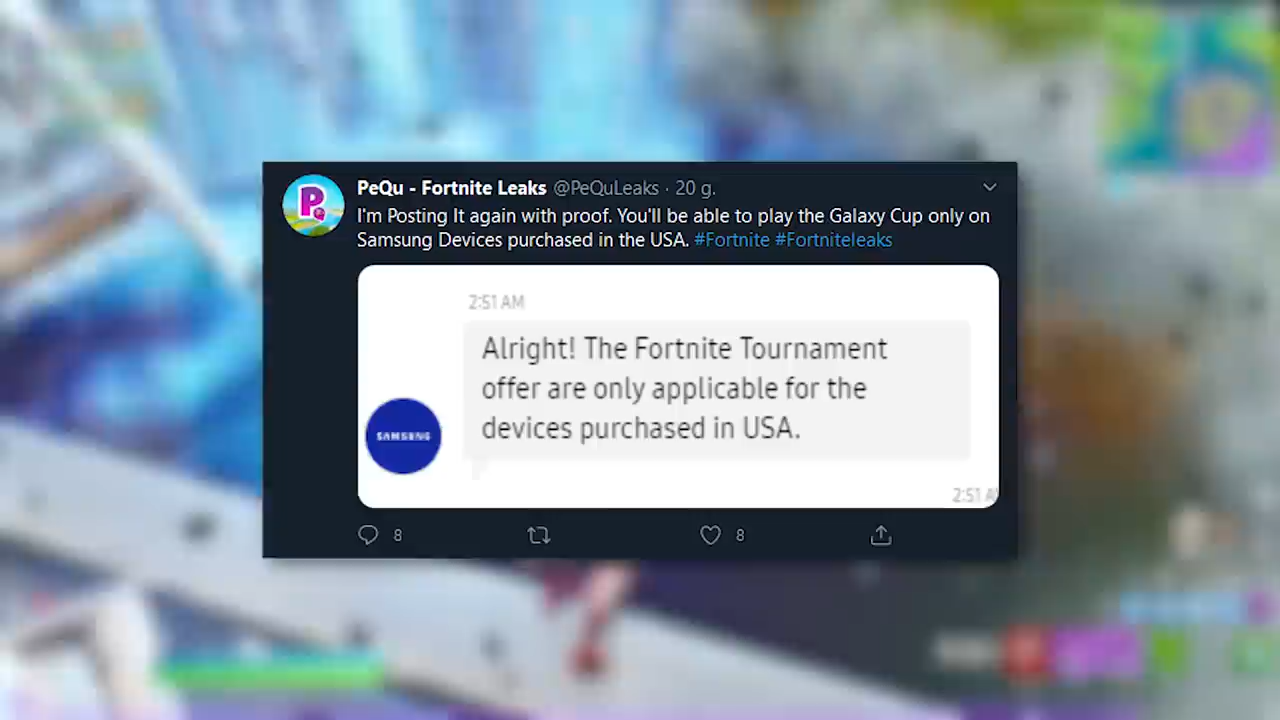 PeQu - Fortnite Leaks @PeQuLeaks · 20 g.
I'm Posting It again with proof. You'll be able to play the Galaxy Cup only on
Samsung Devices purchased in the USA. #Fortnite #Fortniteleaks
2:51 AM
Alright! The Fortnite Tournament
offer are only applicable for the
devices purchased in USA.
SAMSUNG
2:51 A
8 8